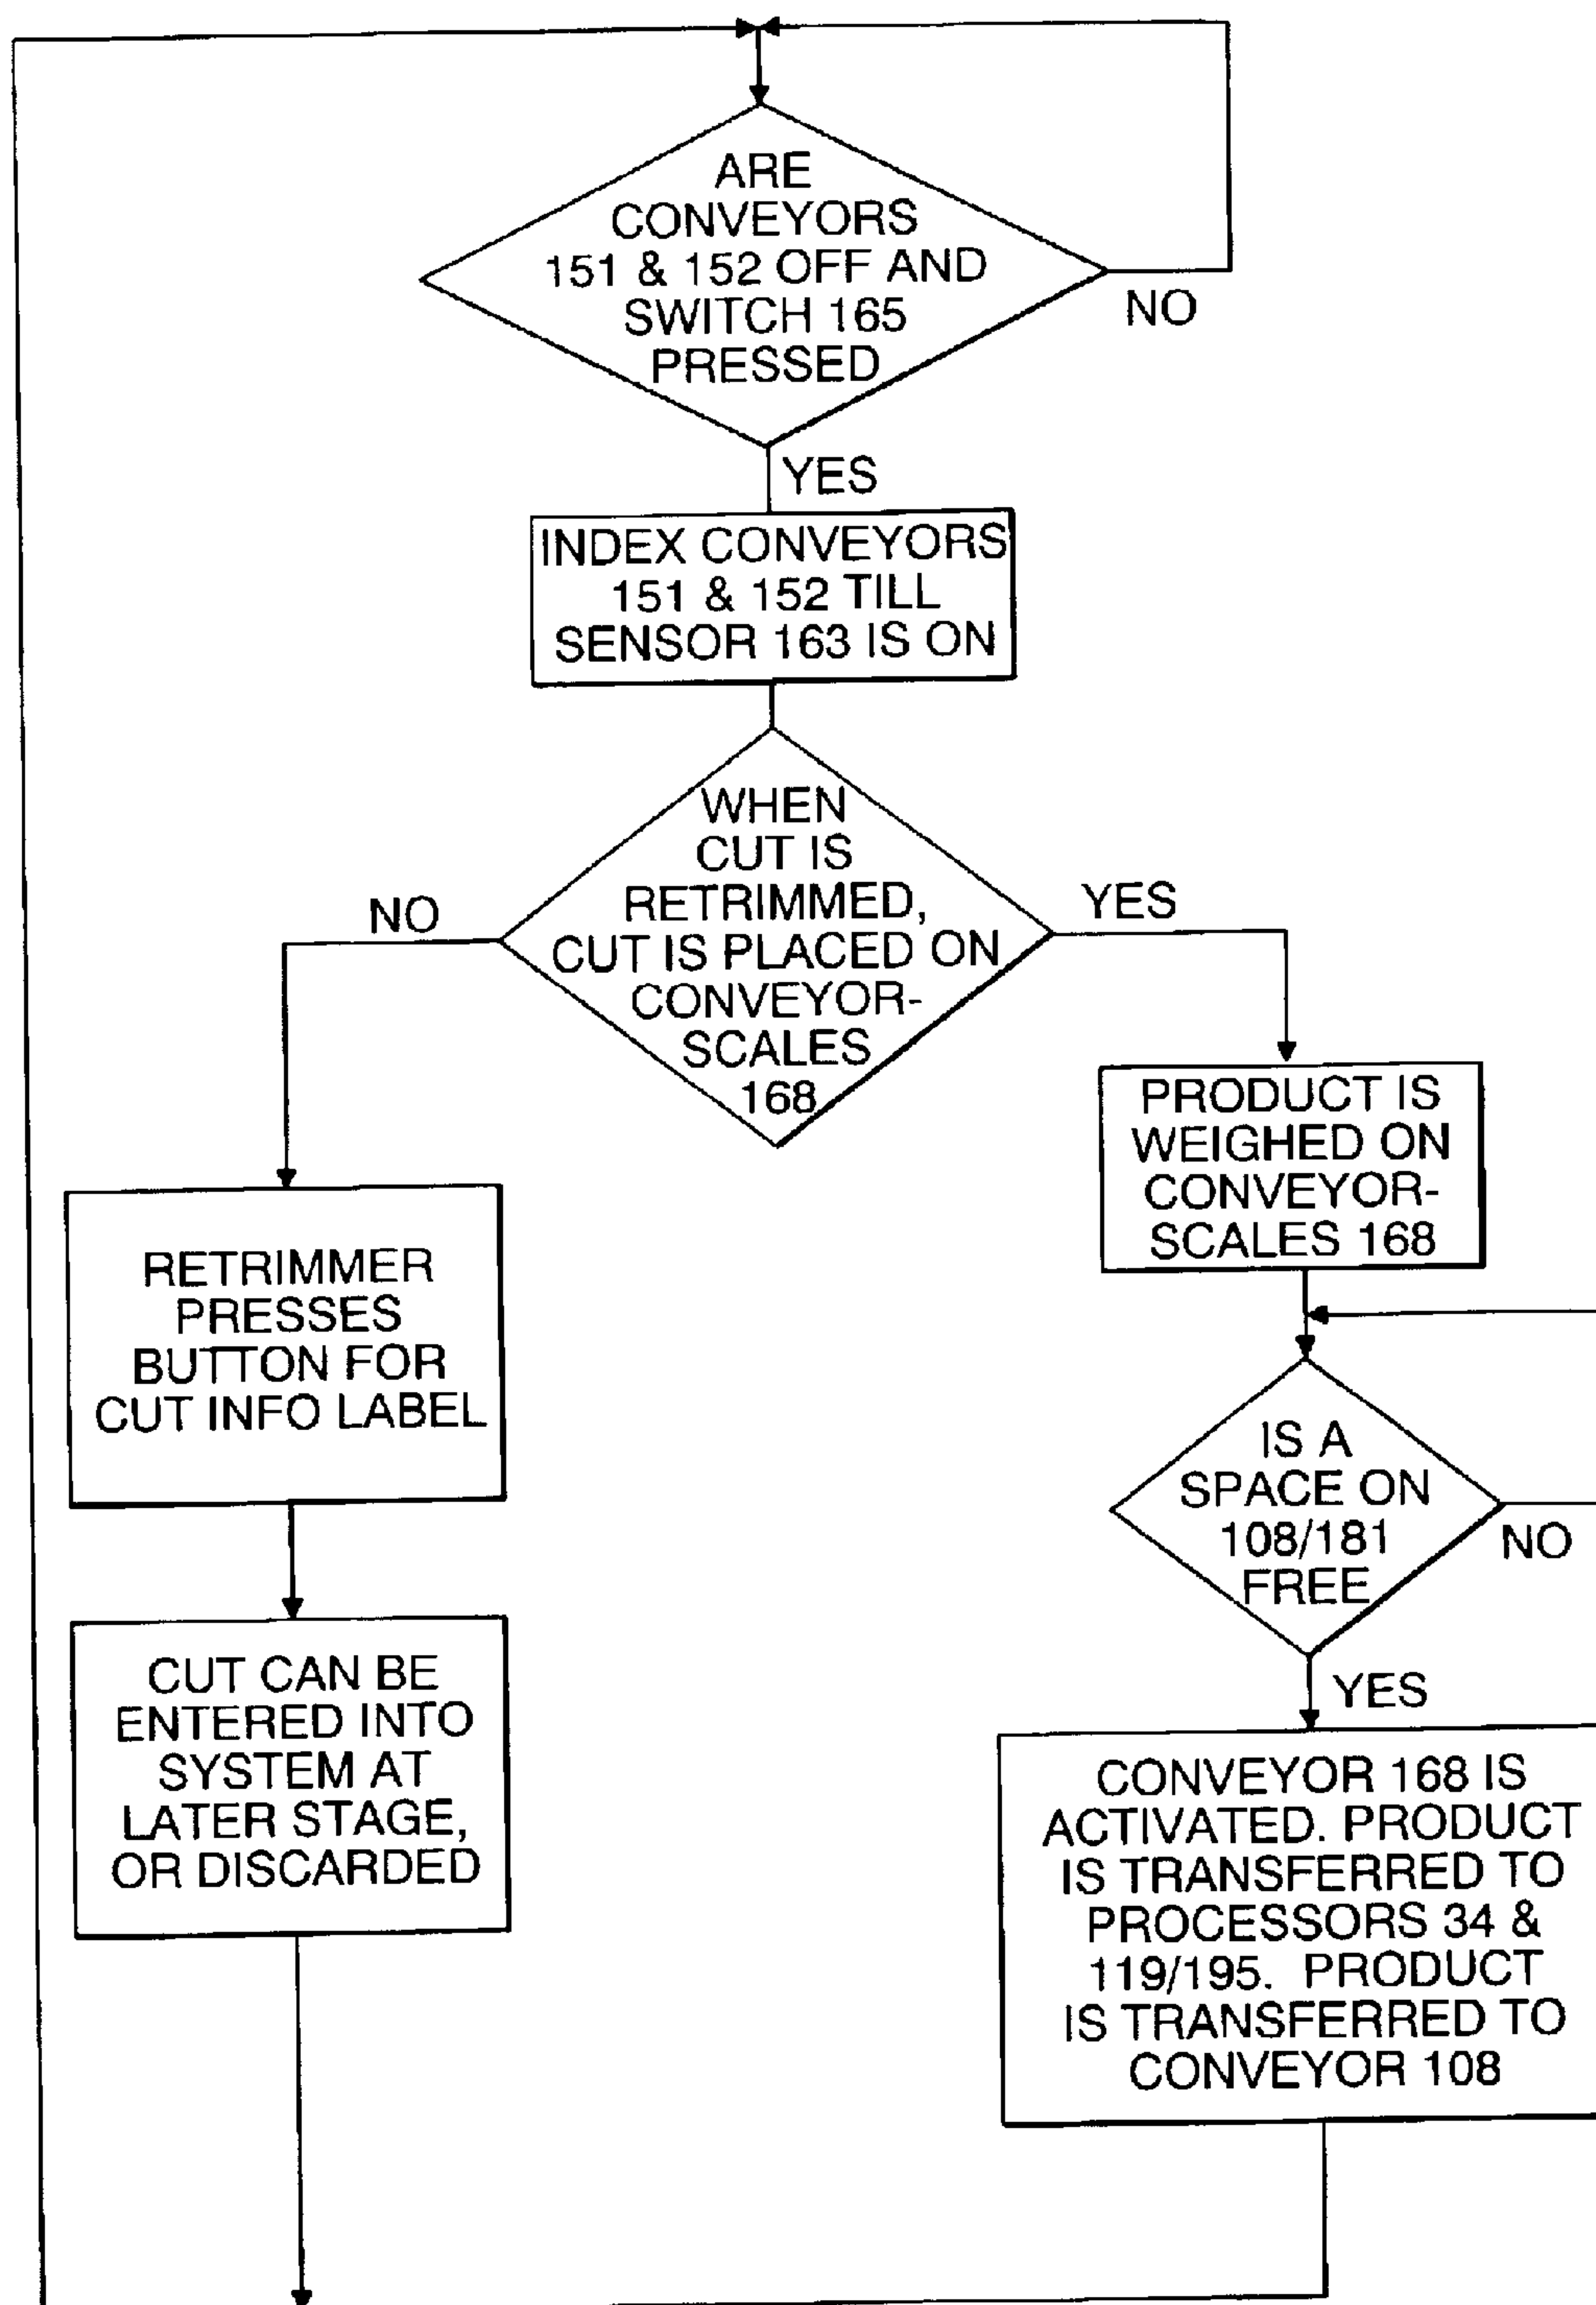 ARE
CONVEYORS
151 & 152 OFF AND
SWITCH 165
PRESSED
NO
YES
INDEX CONVEYORS
151 & 152 TILL
SENSOR 163 IS ON
WHEN
CUT IS
RETRIMMED,
CUT IS PLACED ON
CONVEYOR-
SCALES
168
NO
YES
RETRIMMER
PRESSES
BUTTON FOR
CUT INFO LABEL
CUT CAN BE
ENTERED INTO
SYSTEM AT
LATER STAGE,
OR DISCARDED
PRODUCT IS
WEIGHED ON
CONVEYOR-
SCALES 168
IS A
SPACE ON
108/181
FREE
NO
YES
CONVEYOR 168 IS
ACTIVATED. PRODUCT
IS TRANSFERRED TO
PROCESSORS 34 &
119/195. PRODUCT
IS TRANSFERRED TO
CONVEYOR 108